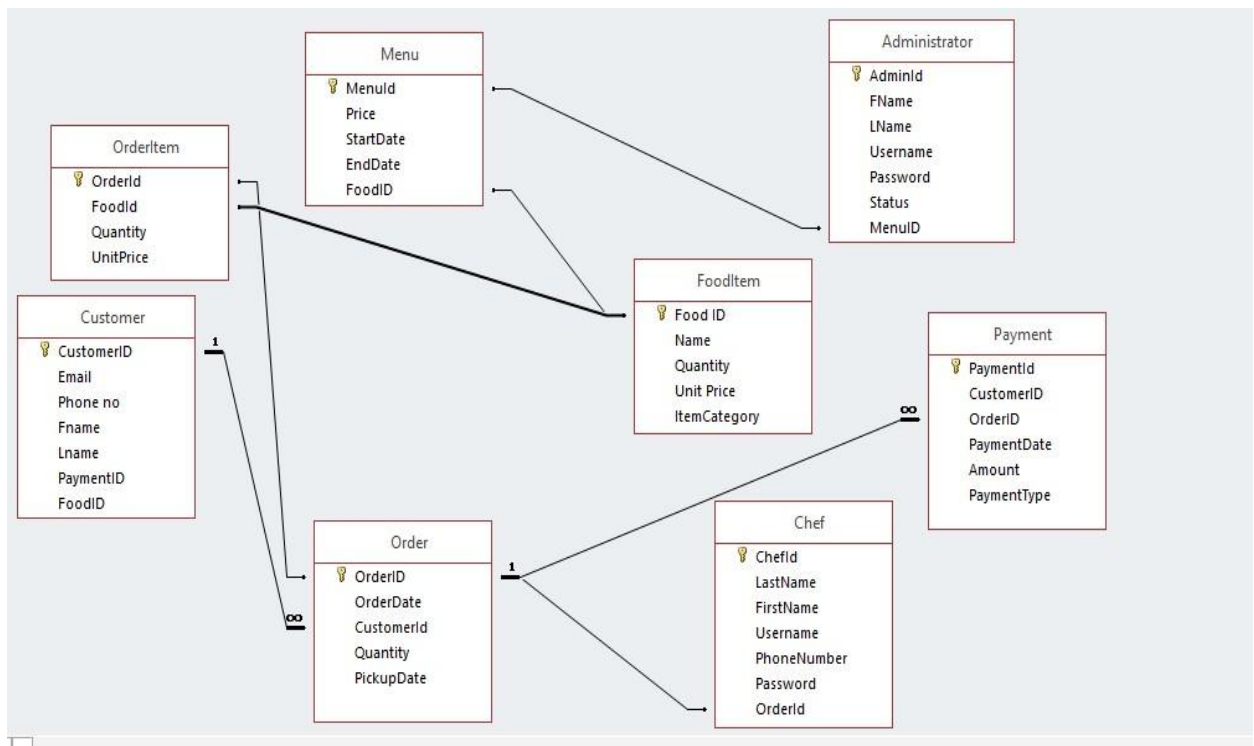 Menu
MenuId
Price
StartDate
EndDate
FoodID
Administrator
AdminId
FName
LName
Username
Password
Status
MenuID
OrderItem
OrderId
FoodId
Quantity
UnitPrice
FoodItem
Food ID
Name
Quantity
Unit Price
ItemCategory
Customer
CustomerID
Email
Phone no
Fname
Lname
PaymentID
FoodID
1
∞
Payment
PaymentId
CustomerID
OrderID
PaymentDate
Amount
PaymentType
∞
Order
OrderID
OrderDate
CustomerId
Quantity
PickupDate
1
Chef
ChefId
LastName
FirstName
Username
PhoneNumber
Password
OrderId